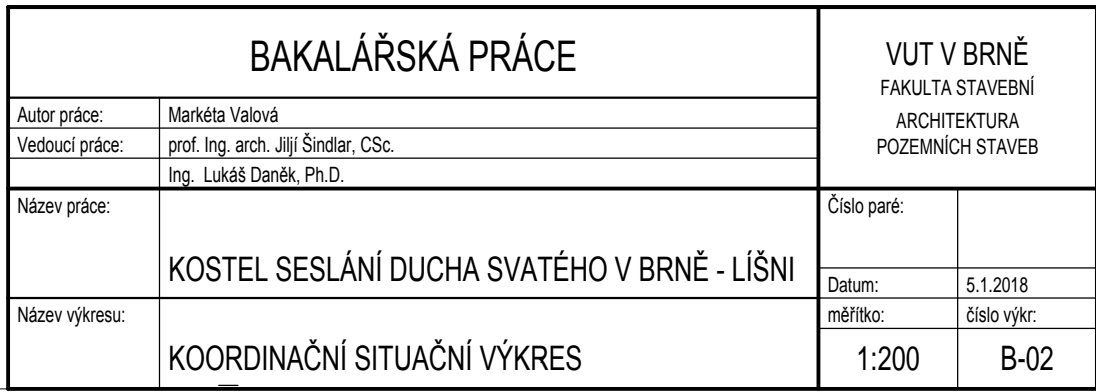 BAKALÁŘSKÁ PRÁCE
VUT V BRNĚ
FAKULTA STAVEBNÍ
ARCHITEKTURA
POZEMNÍCH STAVEB
Autor práce: Markéta Valová
Vedoucí práce: prof. Ing. arch. Jiljí Šindlar, CSc.
Ing. Lukáš Daněk, Ph.D.
Název práce:
KOSTEL SESLÁNÍ DUCHA SVATÉHO V BRNĚ - LÍŠNI
Číslo paré:
Datum: 5.1.2018
Název výkresu:
KOORDINAČNÍ SITUAČNÍ VÝKRES
měřítko: číslo výkr:
1:200 B-02